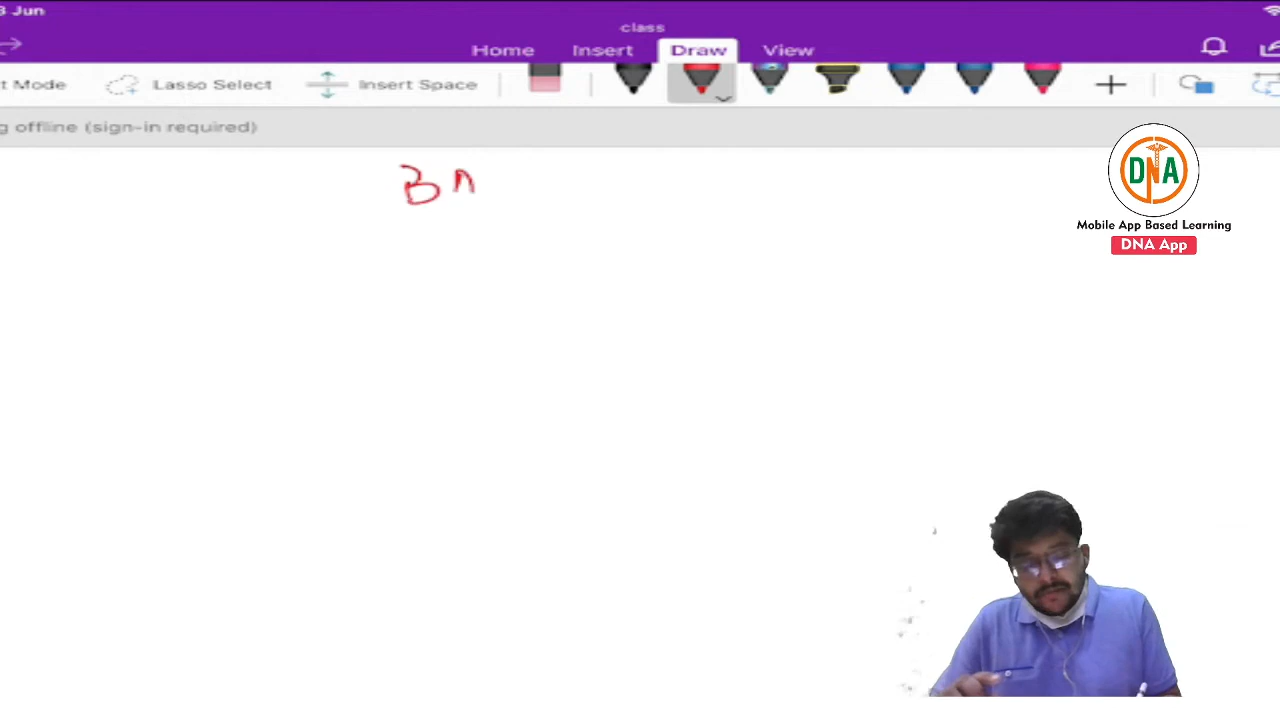 3 Jun
class
Home Insert Draw View
t Mode Lasso Select Insert Space
g offline (sign-in required)
B n
DNA
Mobile App Based Learning
DNA App